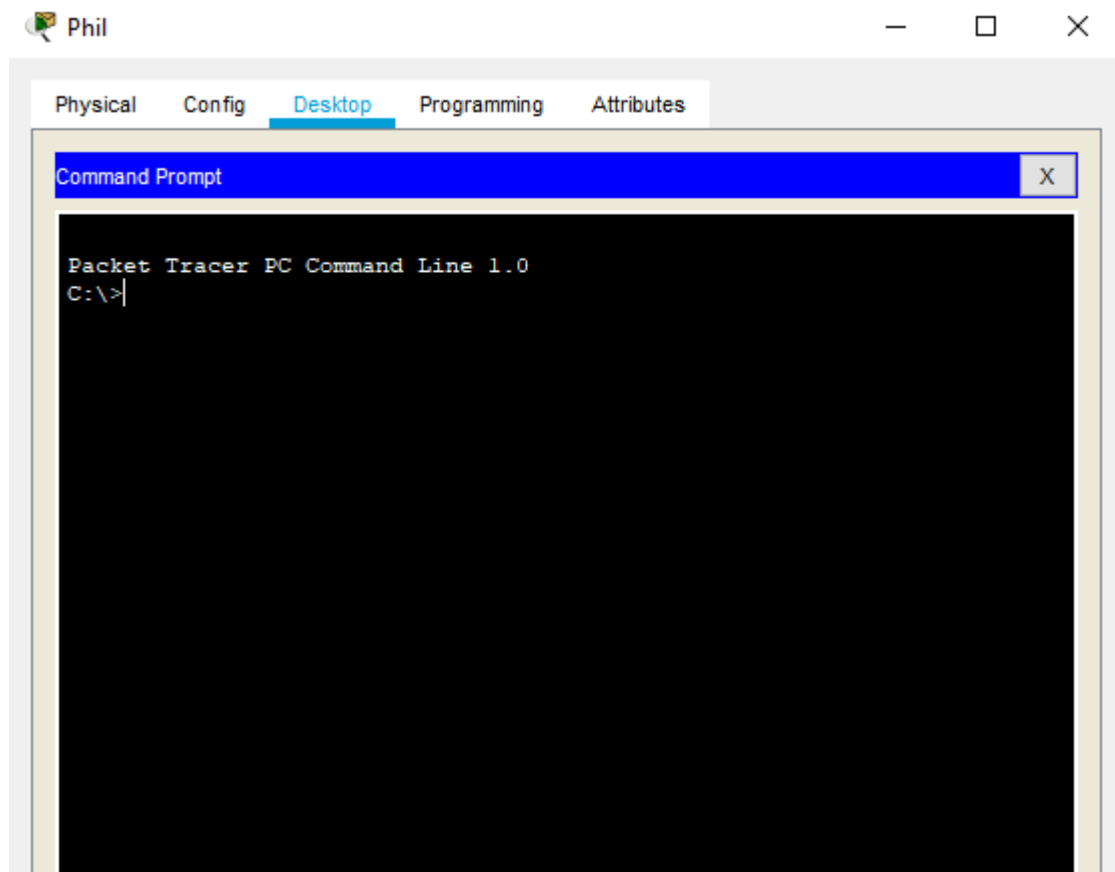 Phil
Physical Config Desktop Programming Attributes
Command Prompt X
Packet Tracer PC Command Line 1.0
C:\>